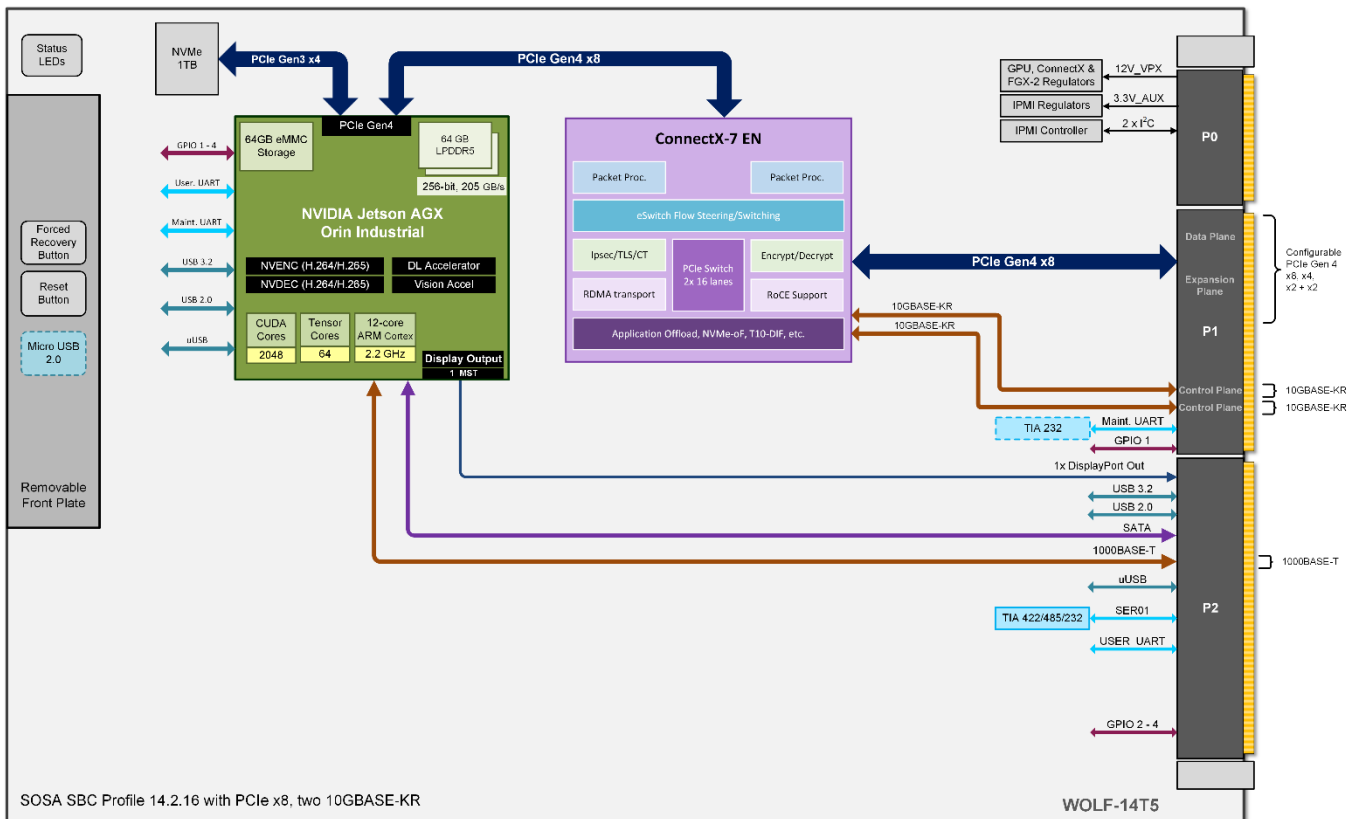 Status
LEDs
NVMe
1TB
PCIe Gen3 x4
PCIe Gen4 x8
GPU, ConnectX &
FGX-2 Regulators
12V_VPX
IPMI Regulators
3.3V_AUX
IPMI Controller
2 x I²C
P0
PCIe Gen4
64GB eMMC
Storage
64 GB
LPDDR5
256-bit, 205 GB/s
NVIDIA Jetson AGX
Orin Industrial
NVENC (H.264/H.265)
DL Accelerator
NVDEC (H.264/H.265)
Vision Accel
CUDA
Cores
2048
Tensor
Cores
64
12-core
ARM Cortex
2.2 GHz
Display Output
1 MST
GPIO 1 - 4
User. UART
Maint. UART
USB 3.2
USB 2.0
uUSB
Forced
Recovery
Button
Reset
Button
Micro USB
2.0
Removable
Front Plate
ConnectX-7 EN
Packet Proc.
Packet Proc.
eSwitch Flow Steering/Switching
Ipsec/TLS/CT
PCIe Switch
2x 16 lanes
Encrypt/Decrypt
RDMA transport
RoCE Support
Application Offload, NVMe-oF, T10-DIF, etc.
PCIe Gen4 x8
10GBASE-KR
10GBASE-KR
Data Plane
Expansion
Plane
P1
Control Plane
Control Plane
Configurable
PCIe Gen 4
x6, x4,
x2 + x2
10GBASE-KR
10GBASE-KR
TIA 232
Maint. UART
GPIO 1
1x DisplayPort Out
USB 3.2
USB 2.0
SATA
1000BASE-T
1000BASE-T
uUSB
P2
TIA 422/485/232
SER01
USER UART
GPIO 2 - 4
SOSA SBC Profile 14.2.16 with PCIe x8, two 10GBASE-KR
WOLF-14T5